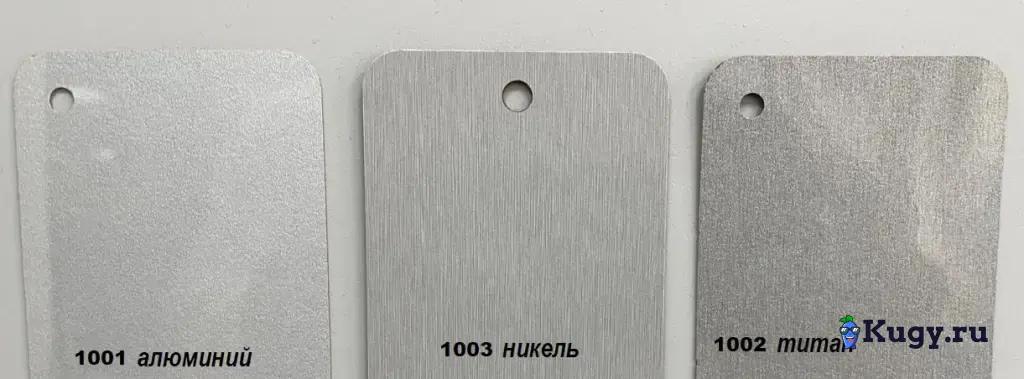 1001 алюминий
1003 никель
1002 титан
Kugy.ru